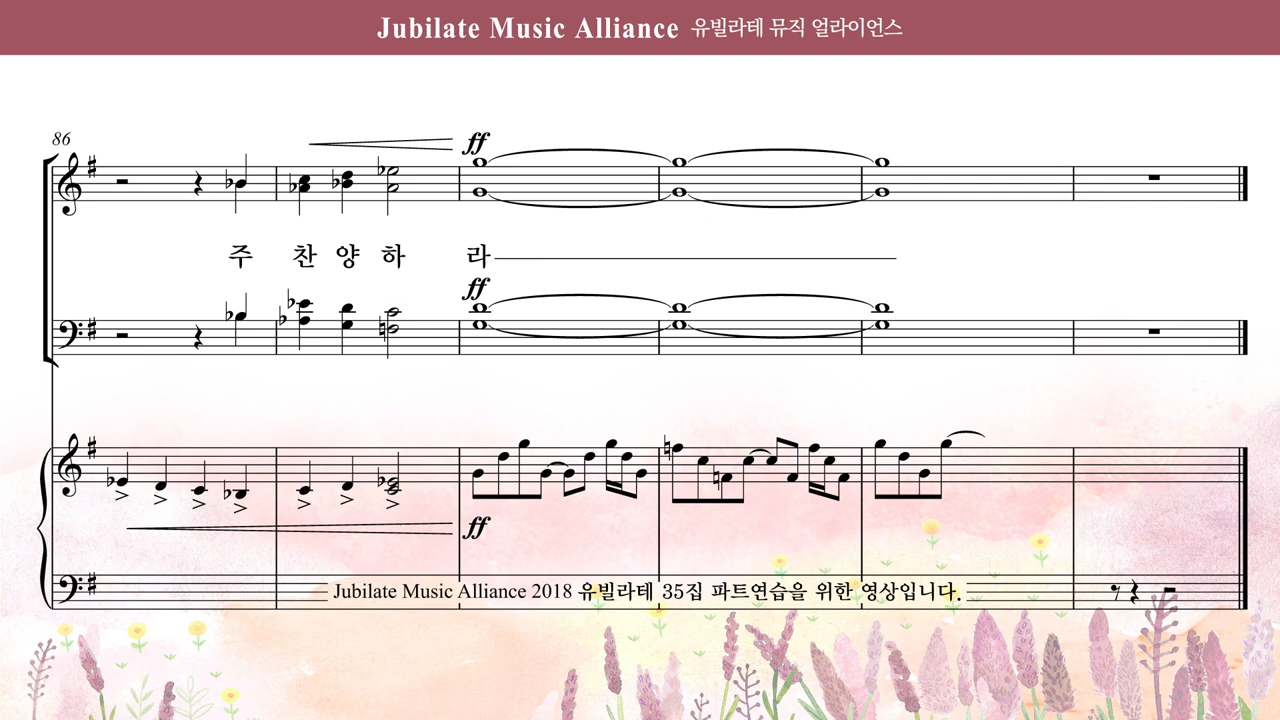 Jubilate Music Alliance 유빌라테 뮤직 얼라이언스
86
ff
주 찬 양 하 라
ff
ff
Jubilate Music Alliance 2018 유빌라테 35집 파트연습을 위한 영상입니다.